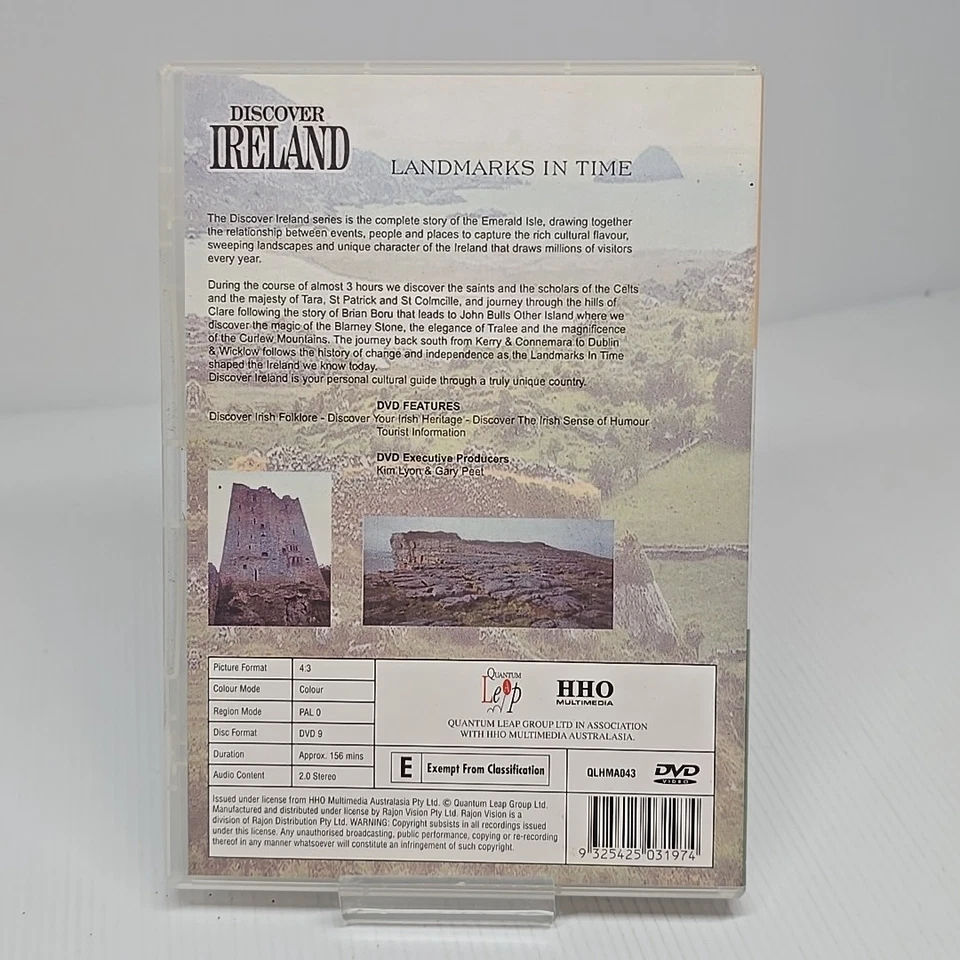 DISCOVER
IRELAND
LANDMARKS IN TIME
The Discover Ireland series is the complete story of the Emerald Isle, drawing together
the relationship between events, people and places to capture the rich cultural flavour,
sweeping landscapes and unique character of the Ireland that draws millions of visitors
every year.
During the course of almost 3 hours we discover the saints and the scholars of the Celts
and the majesty of Tara, St Patrick and St Colmcille, and journey through the hills of
Clare following the story of Brian Boru that leads to John Bulls Other Island where we
discover the magic of the Blarney Stone, the elegance of Tralee and the magnificence
of the Curlew Mountains. The journey back south from Kerry & Connemara to Dublin
& Wicklow follows the history of change and independence as the Landmarks In Time
shaped the Ireland we know today.
Discover Ireland is your personal cultural guide through a truly unique country.
DVD FEATURES
Discover Irish Folklore - Discover Your Irish Heritage - Discover The Irish Sense of Humour
Tourist Information
DVD Executive Producers
Kim Lyon & Gary Peet
Picture Format 4:3
Colour Mode Colour
Region Mode PAL 0
Disc Format DVD 9
Duration Approx. 156 mins
Audio Content 2.0 Stereo
QUANTUM
LeAp
HHO
MULTIMEDIA
QUANTUM LEAP GROUP LTD IN ASSOCIATION
WITH HHO MULTIMEDIA AUSTRALASIA.
E Exempt From Classification
QLHMA043
DVD
VIDEO
Issued under license from HHO Multimedia Australasia Pty Ltd. © Quantum Leap Group Ltd.
Manufactured and distributed under license by Rajon Vision Pty Ltd. Rajon Vision is a
division of Rajon Distribution Pty Ltd. WARNING: Copyright subsists in all recordings issued
under this license. Any unauthorised broadcasting, public performance, copying or re-recording
thereof in any manner whatsoever will constitute an infringement of such copyright.
9 325425 031974